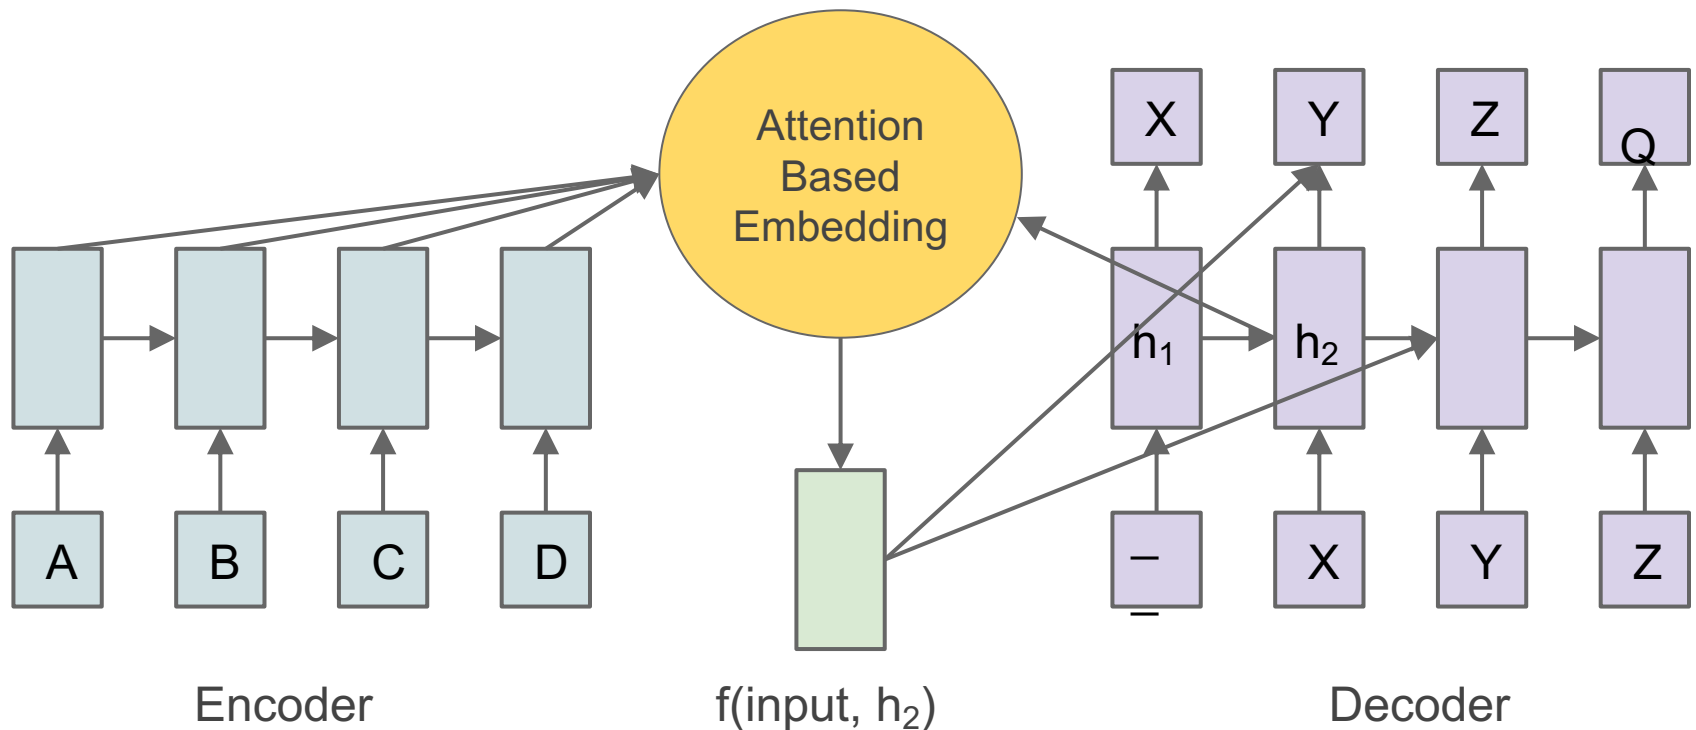 Attention
Based
Embedding
X Y Z Q
h₁ h₂
A B C D
_ X Y Z
_
Encoder f(input, h₂) Decoder